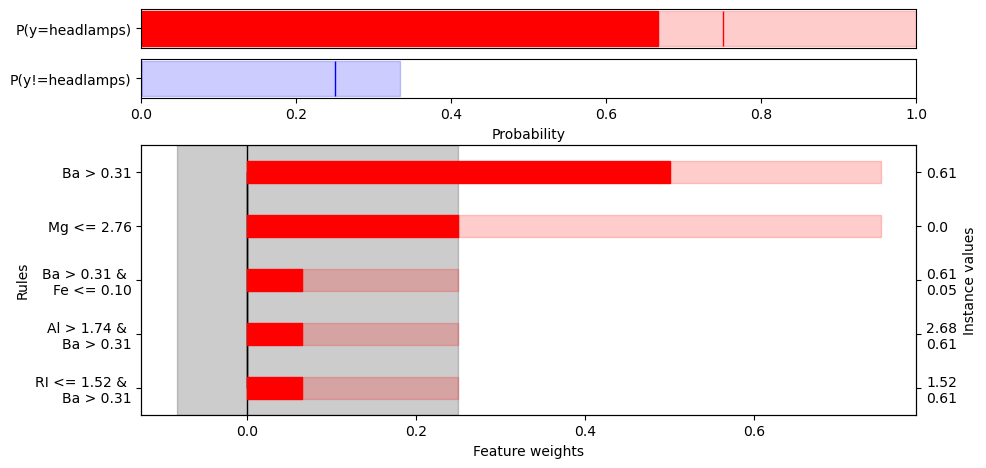 P(y=headlamps)
P(y!=headlamps)
0.0 0.2 0.4 0.6 0.8 1.0
Probability
Ba > 0.31 0.61
Mg <= 2.76 0.0
Ba > 0.31 & 0.61
Fe <= 0.10 0.05
Rules
Instance values
Al > 1.74 & 2.68
Ba > 0.31 0.61
RI <= 1.52 & 1.52
Ba > 0.31 0.61
0.0 0.2 0.4 0.6
Feature weights